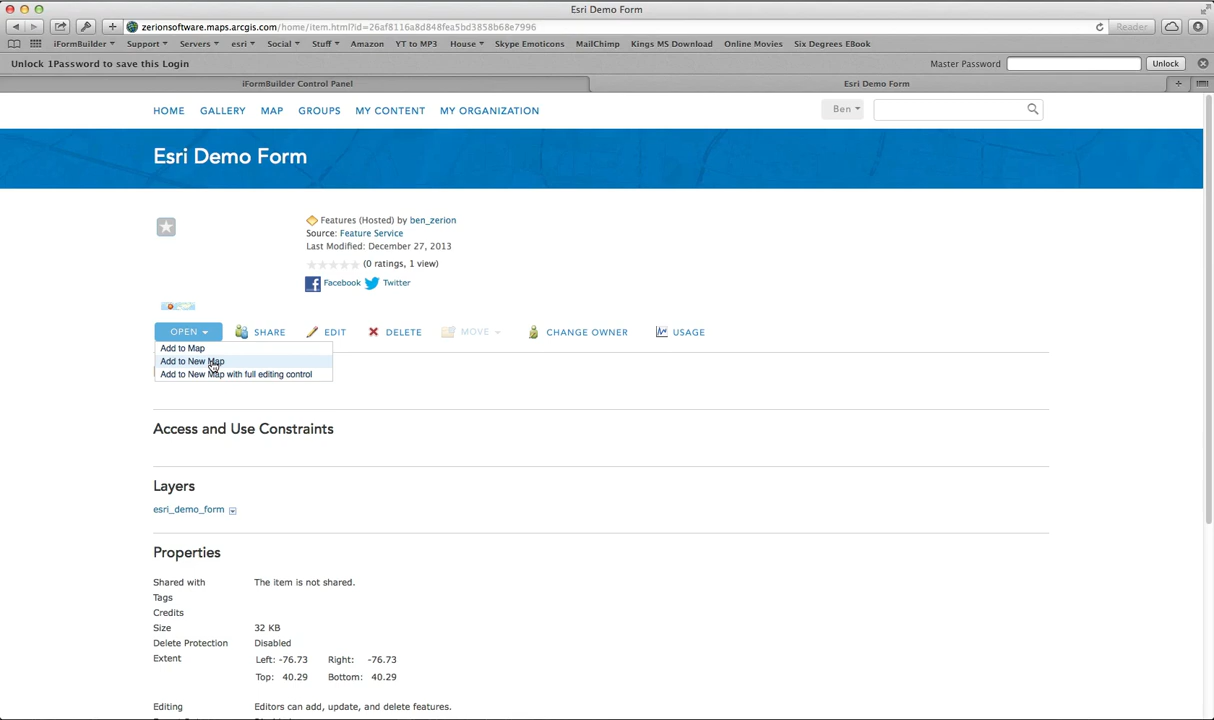 Esri Demo Form
zerionsoftware.maps.arcgis.com/home/item.html?id=26af8116a8d848fea5bd3858b68e7996
Reader
iFormBuilder Support Servers esri Social Stuff Amazon YT to MP3 House Skype Emoticons MailChimp Kings MS Download Online Movies Six Degrees EBook
Unlock 1Password to save this Login Master Password Unlock
iFormBuilder Control Panel Esri Demo Form
HOME GALLERY MAP GROUPS MY CONTENT MY ORGANIZATION Ben
Esri Demo Form
Features (Hosted) by ben_zerion
Source: Feature Service
Last Modified: December 27, 2013
(0 ratings, 1 view)
Facebook Twitter
OPEN SHARE EDIT DELETE MOVE CHANGE OWNER USAGE
Add to Map
Add to New Map
Add to New Map with full editing control
Access and Use Constraints
Layers
esri_demo_form
Properties
Shared with The item is not shared.
Tags
Credits
Size 32 KB
Delete Protection Disabled
Extent Left: -76.73 Right: -76.73
Top: 40.29 Bottom: 40.29
Editing Editors can add, update, and delete features.